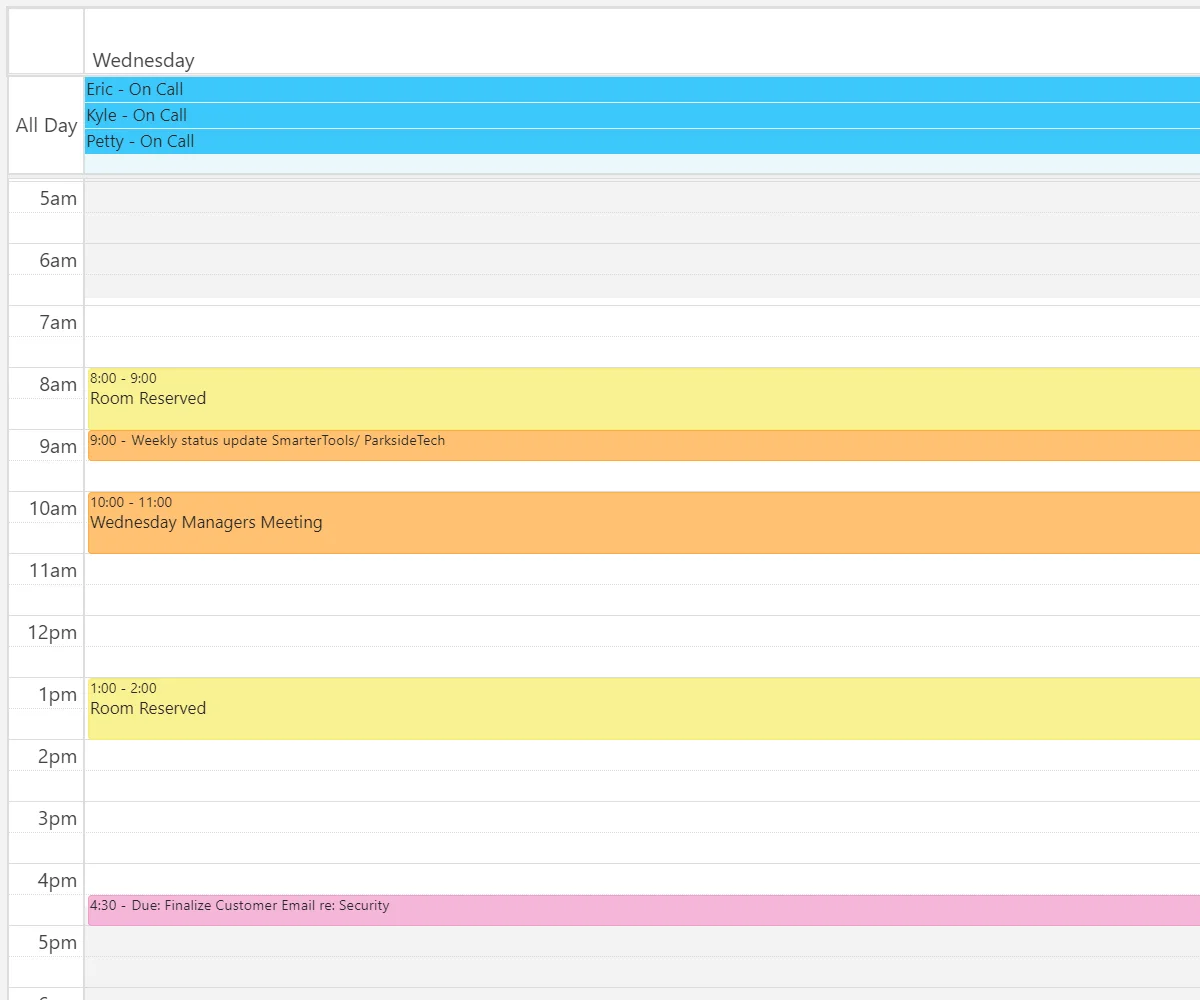 Wednesday
All Day
Eric - On Call
Kyle - On Call
Petty - On Call
5am
6am
7am
8am
8:00 - 9:00
Room Reserved
9am
9:00 - Weekly status update SmarterTools/ ParksideTech
10am
10:00 - 11:00
Wednesday Managers Meeting
11am
12pm
1pm
1:00 - 2:00
Room Reserved
2pm
3pm
4pm
4:30 - Due: Finalize Customer Email re: Security
5pm